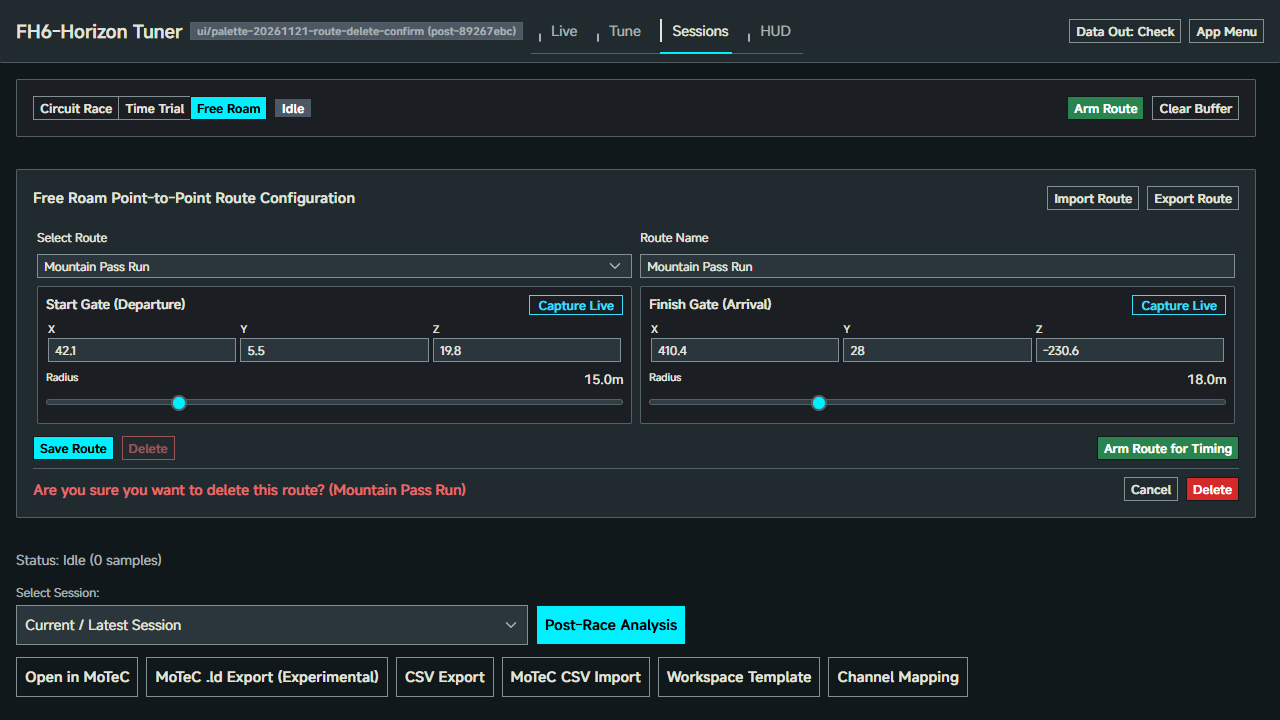 FH6-Horizon Tuner ui/palette-20261121-route-delete-confirm (post-89267ebc) Live Tune Sessions HUD Data Out: Check App Menu
Circuit Race Time Trial Free Roam Idle Arm Route Clear Buffer
Free Roam Point-to-Point Route Configuration Import Route Export Route
Select Route Route Name
Mountain Pass Run Mountain Pass Run
Start Gate (Departure) Capture Live Finish Gate (Arrival) Capture Live
X Y Z X Y Z
42.1 5.5 19.8 410.4 28 -230.6
Radius 15.0m Radius 18.0m
Save Route Delete Arm Route for Timing
Are you sure you want to delete this route? (Mountain Pass Run) Cancel Delete
Status: Idle (0 samples)
Select Session:
Current / Latest Session Post-Race Analysis
Open in MoTeC MoTeC .ld Export (Experimental) CSV Export MoTeC CSV Import Workspace Template Channel Mapping